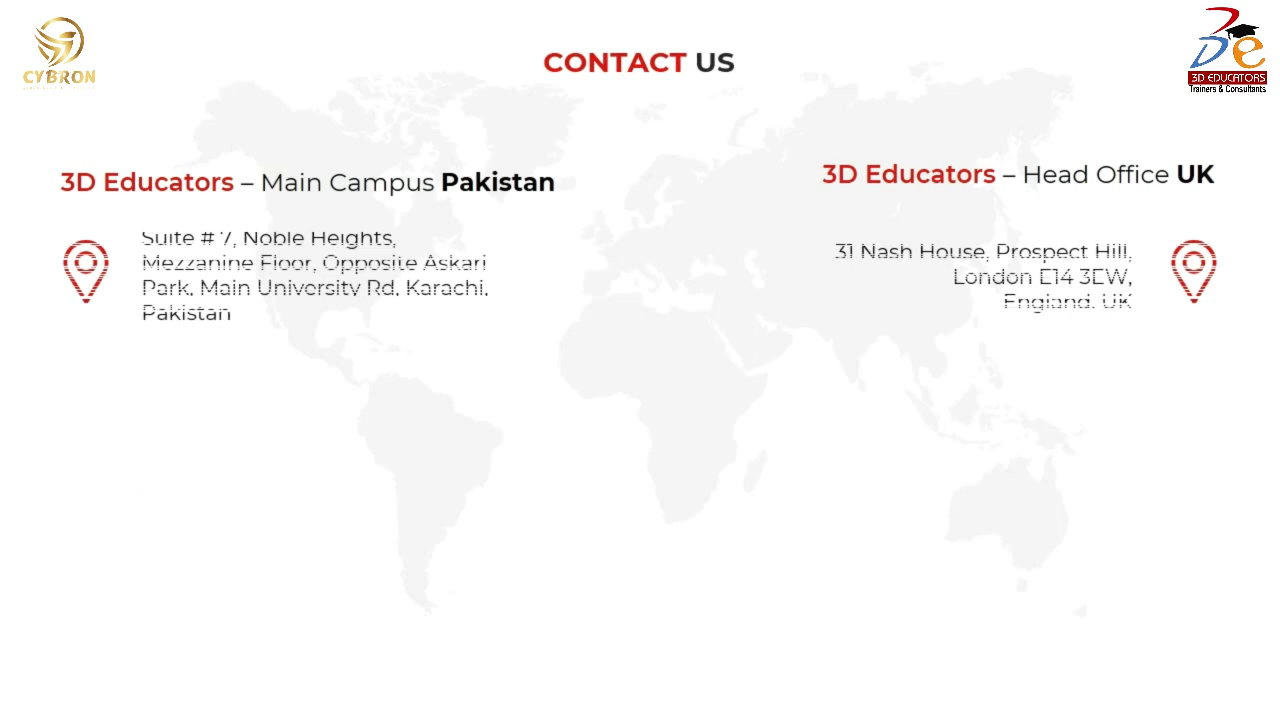 CYBRON
3D EDUCATORS
Trainers & Consultants
CONTACT US
3D Educators – Main Campus Pakistan
Suite # 7, Noble Heights,
Mezzanine Floor, Opposite Askari
Park, Main University Rd, Karachi,
Pakistan
3D Educators – Head Office UK
31 Nash House, Prospect Hill,
London E14 3EW,
England, UK